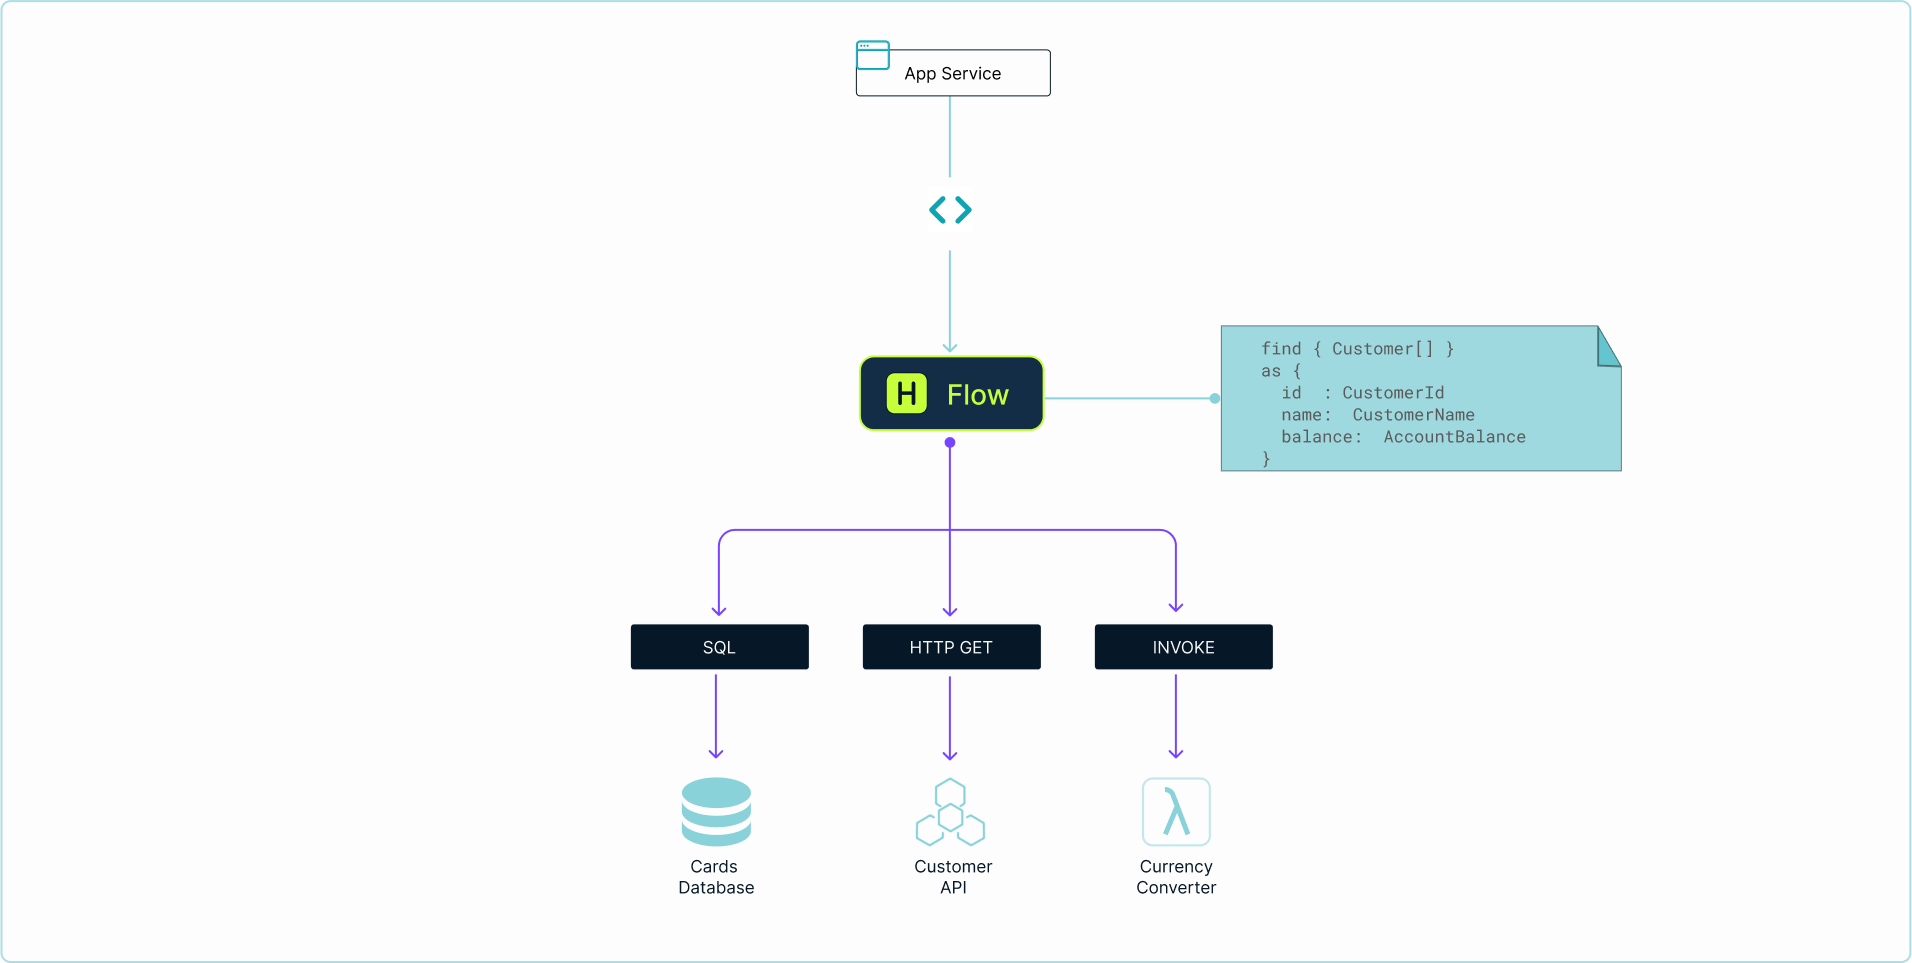 App Service
< >
H Flow
find { Customer[] }
as {
  id  : CustomerId
  name:  CustomerName
  balance:  AccountBalance
}
SQL
HTTP GET
INVOKE
λ
Cards
Database
Customer
API
Currency
Converter